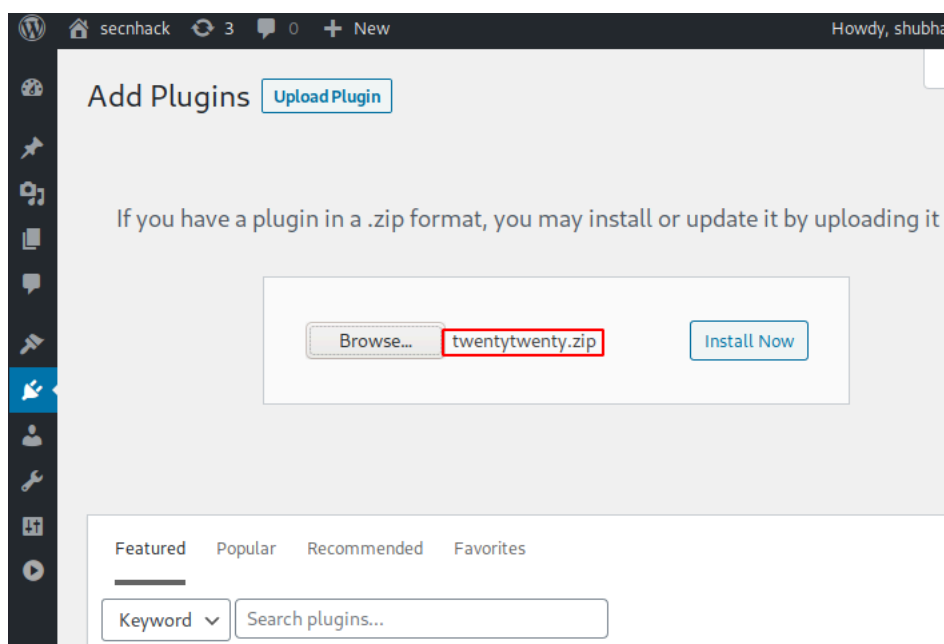 secnhack 3 0 New Howdy, shubha
Add Plugins Upload Plugin
If you have a plugin in a .zip format, you may install or update it by uploading it
Browse... twentytwenty.zip Install Now
Featured Popular Recommended Favorites
Keyword Search plugins...